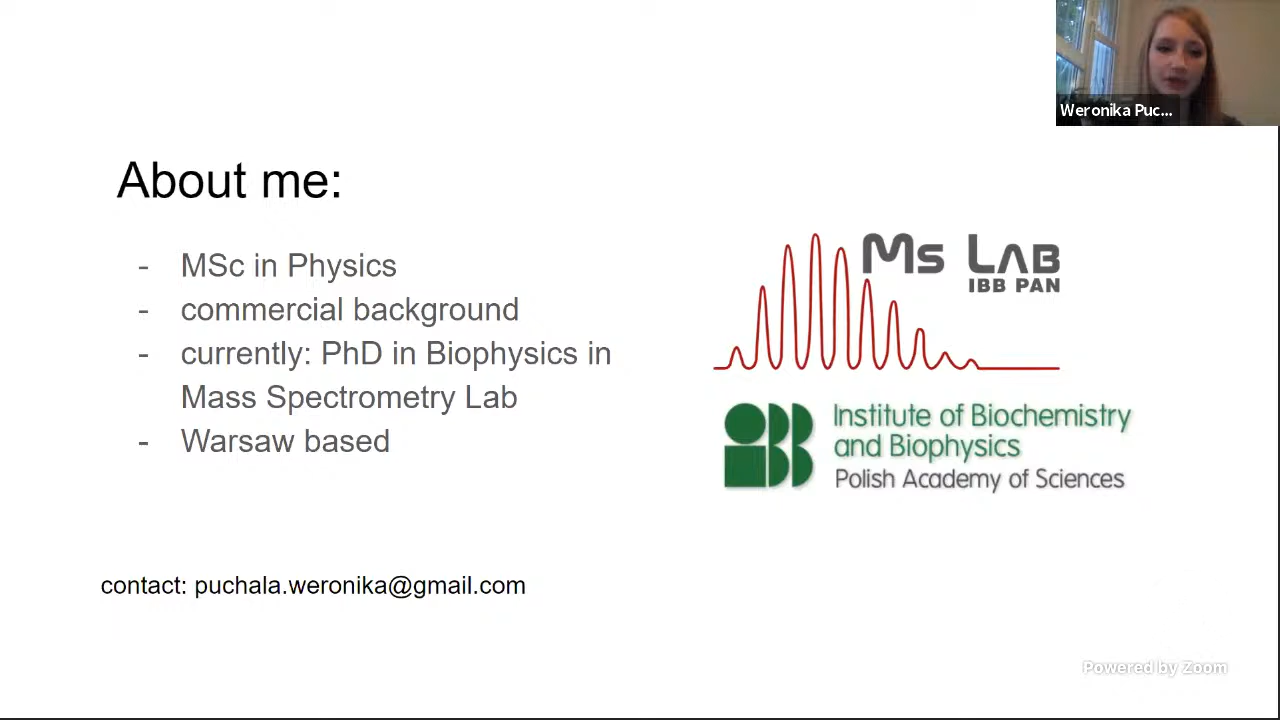 Weronika Puc...
About me:
- MSc in Physics
- commercial background
- currently: PhD in Biophysics in
Mass Spectrometry Lab
- Warsaw based
Ms Lab
IBB PAN
IBB
Institute of Biochemistry
and Biophysics
Polish Academy of Sciences
contact: puchala.weronika@gmail.com
Powered by Zoom